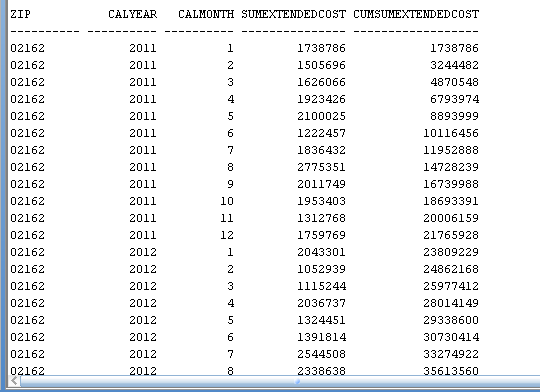 ZIP CALYEAR CALMONTH SUMEXTENDEDCOST CUMSUMEXTENDEDCOST
---------- ---------- ---------- --------------- ------------------
02162 2011 1 1738786 1738786
02162 2011 2 1505696 3244482
02162 2011 3 1626066 4870548
02162 2011 4 1923426 6793974
02162 2011 5 2100025 8893999
02162 2011 6 1222457 10116456
02162 2011 7 1836432 11952888
02162 2011 8 2775351 14728239
02162 2011 9 2011749 16739988
02162 2011 10 1953403 18693391
02162 2011 11 1312768 20006159
02162 2011 12 1759769 21765928
02162 2012 1 2043301 23809229
02162 2012 2 1052939 24862168
02162 2012 3 1115244 25977412
02162 2012 4 2036737 28014149
02162 2012 5 1324451 29338600
02162 2012 6 1391814 30730414
02162 2012 7 2544508 33274922
02162 2012 8 2338638 35613560